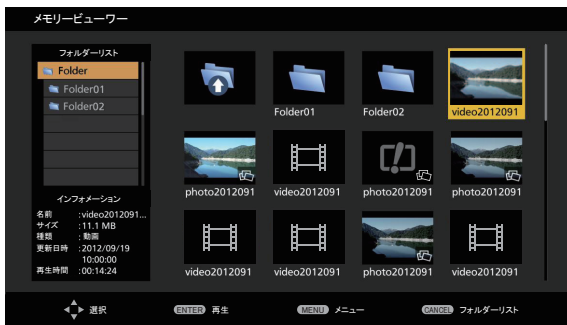 メモリービューワー
フォルダーリスト
Folder
Folder01
Folder02
インフォメーション
名前 :video2012091...
サイズ :11.1 MB
種類 :動画
更新日時 :2012/09/19
10:00:00
再生時間 :00:14:24
Folder01 Folder02 video2012091
photo2012091 video2012091 photo2012091 photo2012091
video2012091 video2012091 photo2012091 video2012091
選択 ENTER 再生 MENU メニュー CANCEL フォルダーリスト